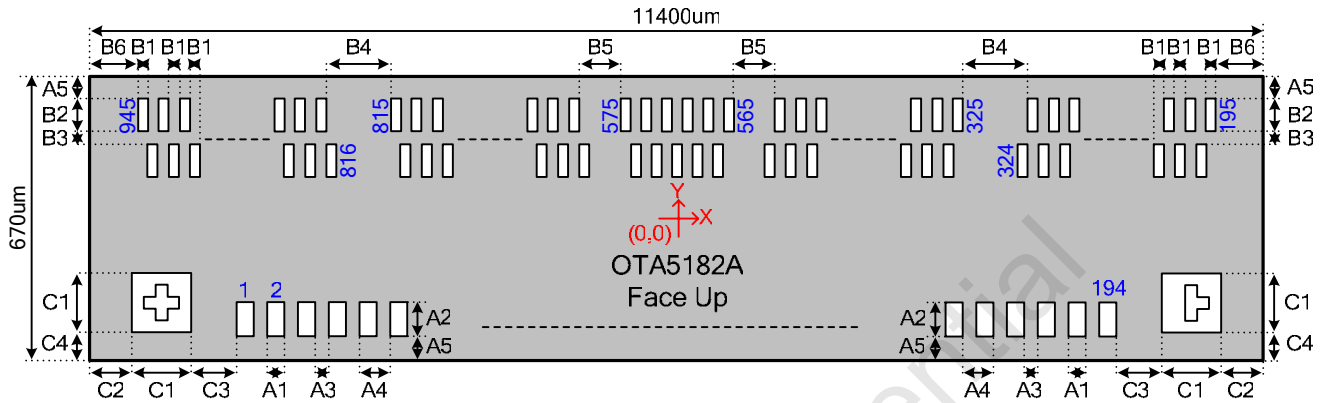 11400um
B6 B1 B1 B1 B4 B5 B5 B4 B1 B1 B1 B6
A5 A5
B2 945 815 575 565 325 195 B2
B3 B3
816 324
670um
Y
X
(0,0)
OTA5182A
Face Up
C1 1 2 194 C1
A2 A2
C4 A5 A5 C4
C2 C1 C3 A1 A3 A4 A4 A3 A1 C3 C1 C2
ential